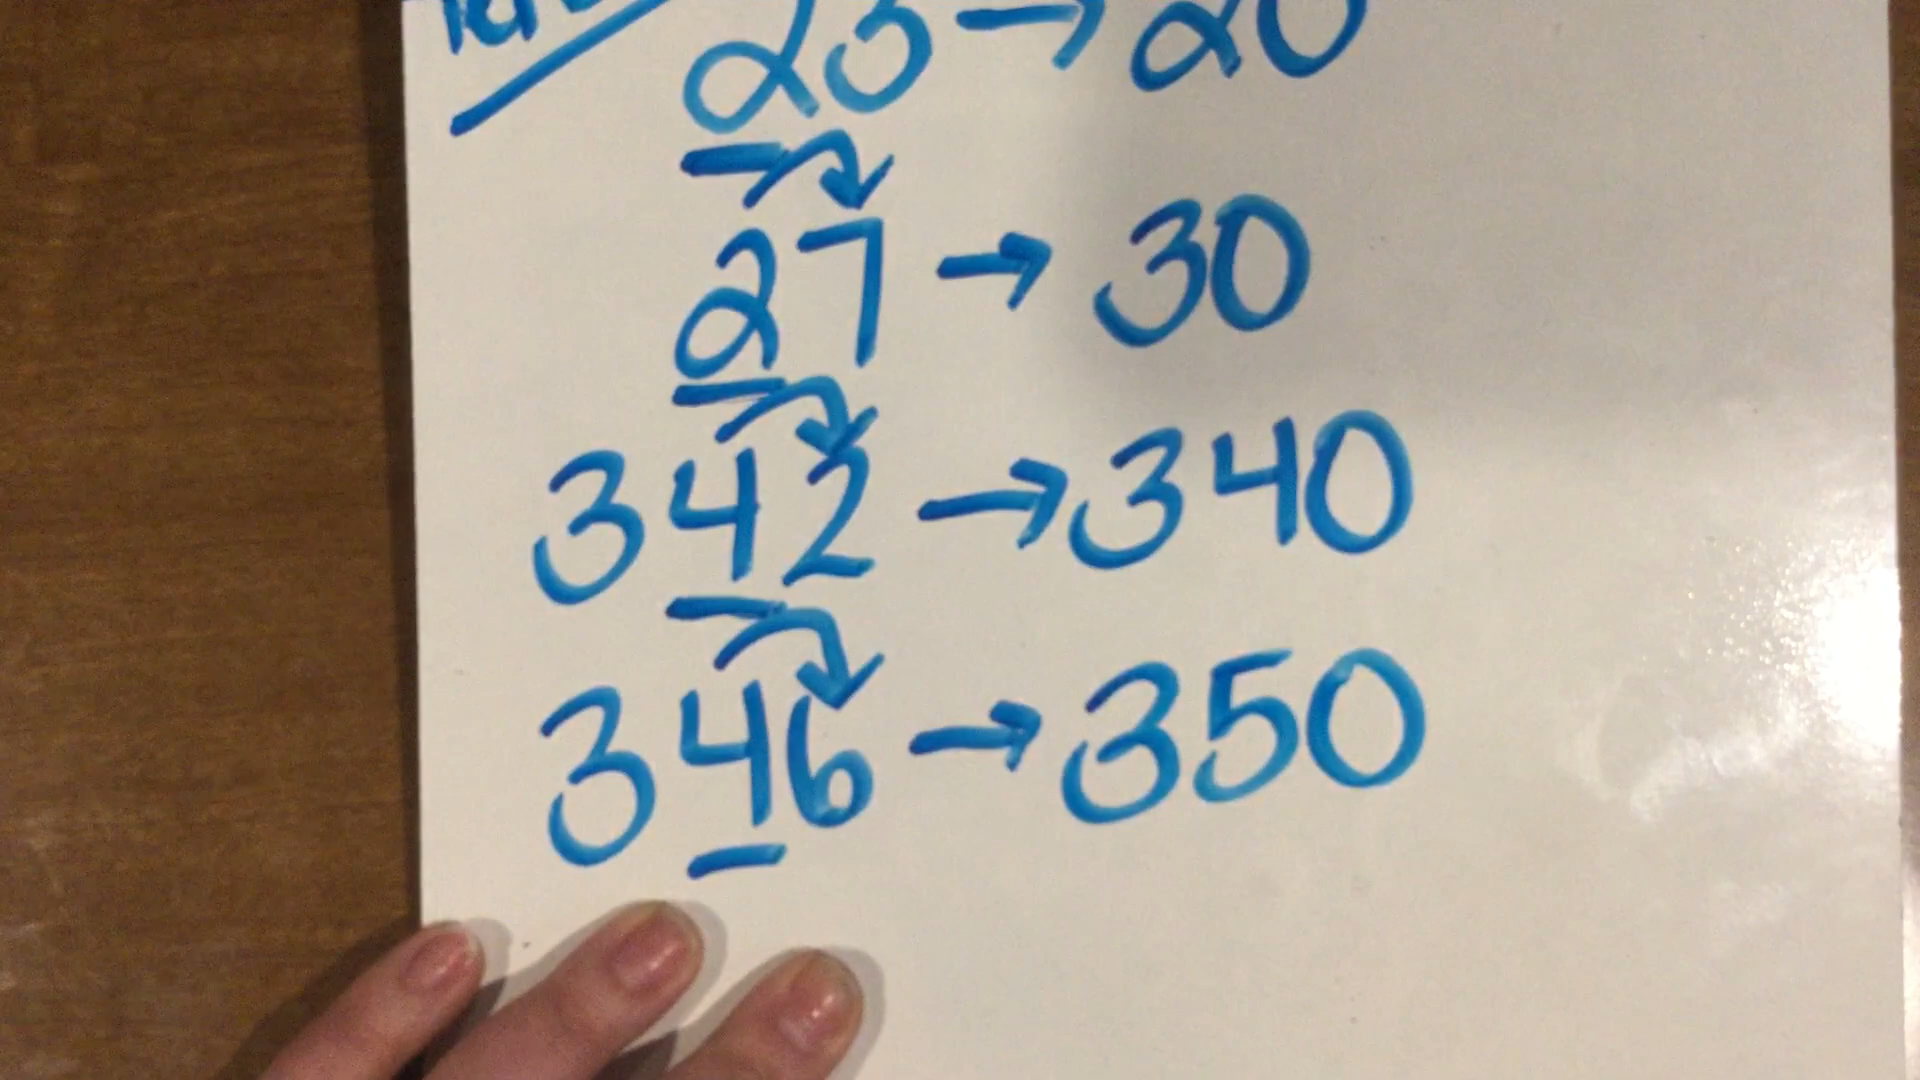 23 → 20
27 → 30
342 → 340
346 → 350